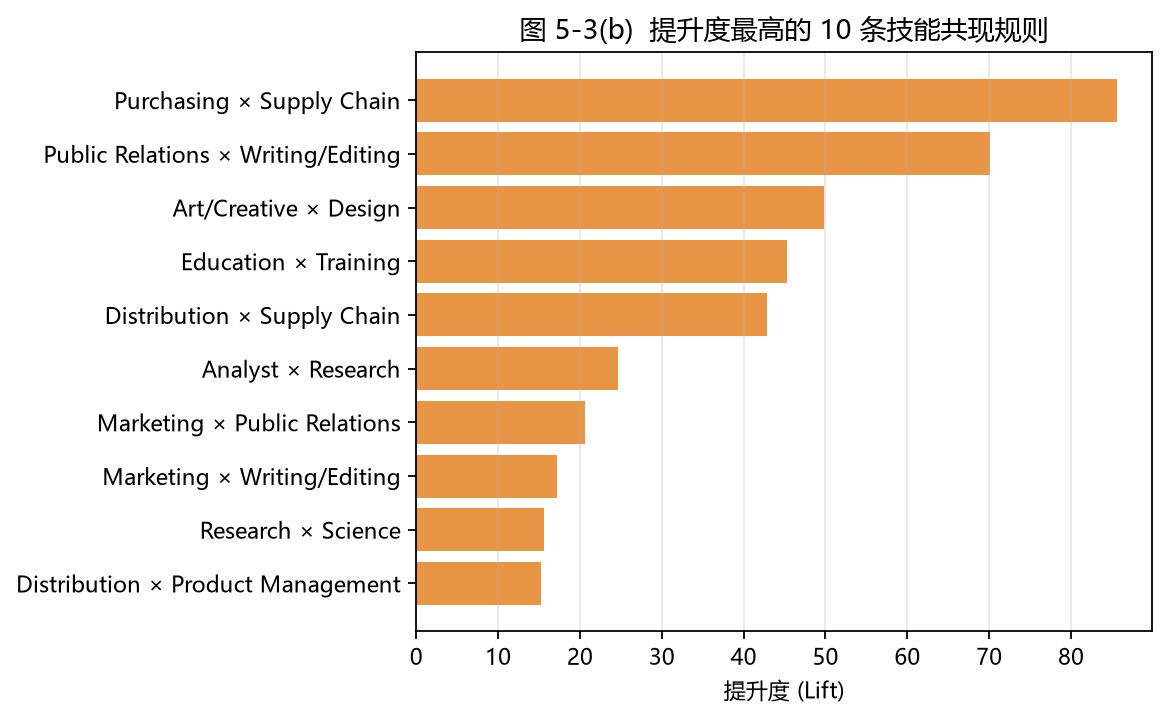 图 5-3(b) 提升度最高的 10 条技能共现规则
Purchasing × Supply Chain
Public Relations × Writing/Editing
Art/Creative × Design
Education × Training
Distribution × Supply Chain
Analyst × Research
Marketing × Public Relations
Marketing × Writing/Editing
Research × Science
Distribution × Product Management
0 10 20 30 40 50 60 70 80
提升度 (Lift)